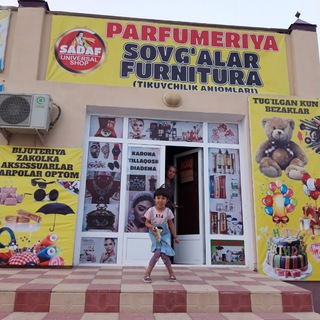 PARFUMERIYA
SADAF
UNIVERSAL
SHOP
SOVG'ALAR
FURNITURA
(TIKUVCHILIK ANJOMLARI)
BIJUTERIYA
ZAKOLKA
AKSESSUARLAR
ARPOLAR OPTOM
KARONA
TILLAQOSH
DIADEMA
TUG'ILGAN KUN
BEZAKLAR